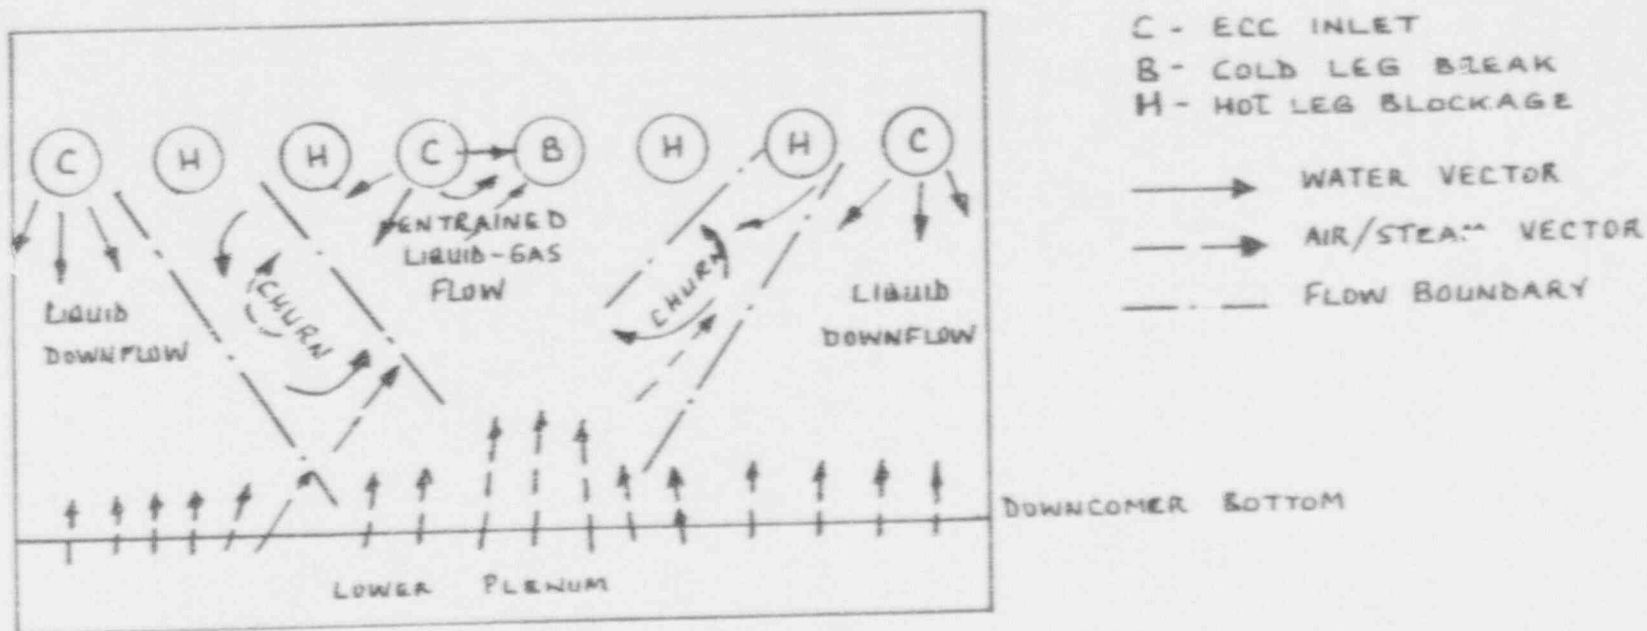 C - ECC INLET
B - COLD LEG BREAK
H - HOT LEG BLOCKAGE
C H H C B H H C
WATER VECTOR
AIR/STEAM VECTOR
FLOW BOUNDARY
ENTRAINED
LIQUID-GAS
FLOW
CHURN
CHURN
LIQUID
DOWNFLOW
LIQUID
DOWNFLOW
DOWNCOMER BOTTOM
LOWER PLENUM